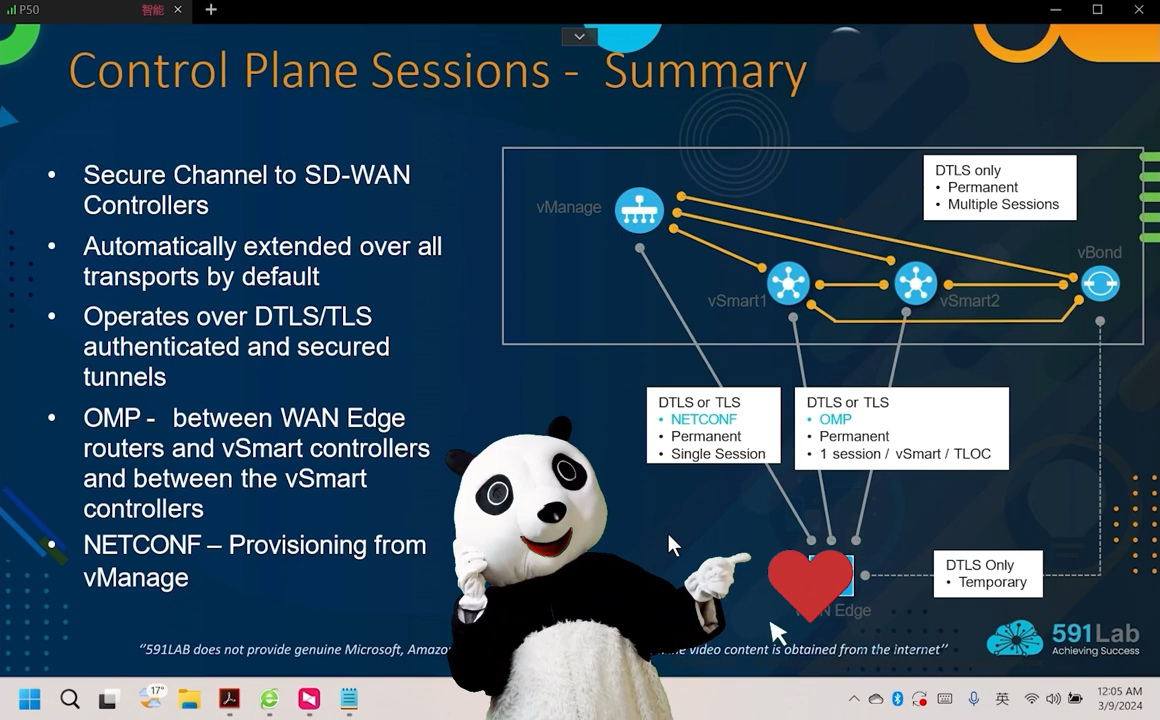 P50
智能
Control Plane Sessions - Summary
• Secure Channel to SD-WAN
Controllers
• Automatically extended over all
transports by default
• Operates over DTLS/TLS
authenticated and secured
tunnels
• OMP - between WAN Edge
routers and vSmart controllers
and between the vSmart
controllers
• NETCONF – Provisioning from
vManage
DTLS only
• Permanent
• Multiple Sessions
vManage
vBond
vSmart1
vSmart2
DTLS or TLS
• NETCONF
• Permanent
• Single Session
DTLS or TLS
• OMP
• Permanent
• 1 session / vSmart / TLOC
DTLS Only
• Temporary
Edge
591Lab
Achieving Success
"591LAB does not provide genuine Microsoft, video content is obtained from the internet"
17°
英
12:05 AM
3/9/2024